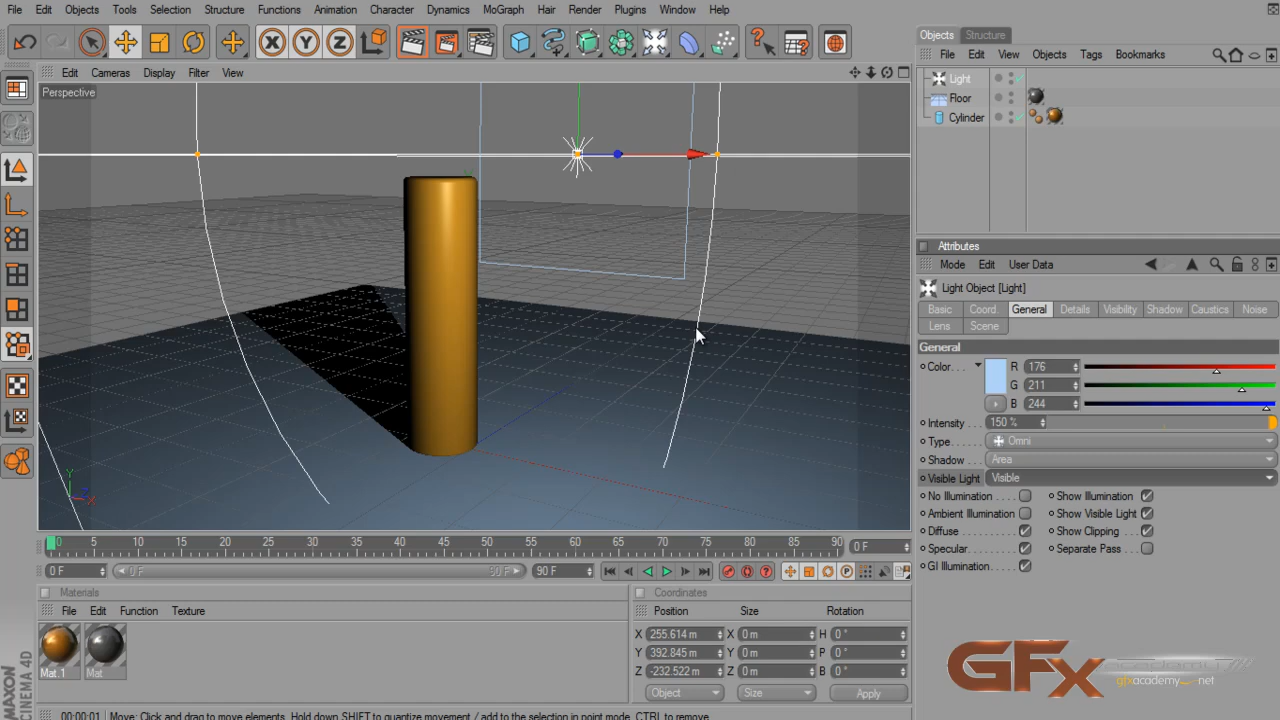 File Edit Objects Tools Selection Structure Functions Animation Character Dynamics MoGraph Hair Render Plugins Window Help
Objects Structure
File Edit View Objects Tags Bookmarks
Edit Cameras Display Filter View
Perspective
Light
Floor
Cylinder
Attributes
Mode Edit User Data
Light Object [Light]
Basic Coord. General Details Visibility Shadow Caustics Noise
Lens Scene
General
Color R 176
G 211
B 244
Intensity 150 %
Type Omni
Shadow Area
Visible Light Visible
No Illumination Show Illumination
Ambient Illumination Show Visible Light
Diffuse Show Clipping
Specular Separate Pass
GI Illumination
X Y Z
Y
X
0 5 10 15 20 25 30 35 40 45 50 55 60 65 70 75 80 85 90 0 F
0 F 0 F 90 F 90 F
Materials
File Edit Function Texture
Mat.1 Mat
Coordinates
Position Size Rotation
X 255.614 m X 0 m H 0 °
Y 392.845 m Y 0 m P 0 °
Z -232.522 m Z 0 m B 0 °
Object Size Apply
GFx academy
gfxacademy.net
MAXON
CINEMA 4D
00:00:01 Move: Click and drag to move elements. Hold down SHIFT to quantize movement / add to the selection in point mode, CTRL to remove.